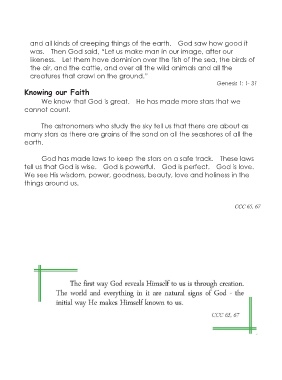 and all kinds of creeping things of the earth.   God saw how good it
was.   Then God said, "Let us make man in our image, after our
likeness.   Let them have dominion over the fish of the sea, the birds of
the air, and the cattle, and over all the wild animals and all the
creatures that crawl on the ground."
Genesis 1: 1- 31
Knowing our Faith
We know that God is great.   He has made more stars that we
cannot count.
The astronomers who study the sky tell us that there are about as
many stars as there are grains of the sand on all the seashores of all the
earth.
God has made laws to keep the stars on a safe track.   These laws
tell us that God is wise.   God is powerful.   God is perfect.   God is love.
We see His wisdom, power, goodness, beauty, love and holiness in the
things around us.
CCC 65, 67
The first way God reveals Himself to us is through creation.
The world and everything in it are natural signs of God - the
initial way He makes Himself known to us.
CCC 65, 67